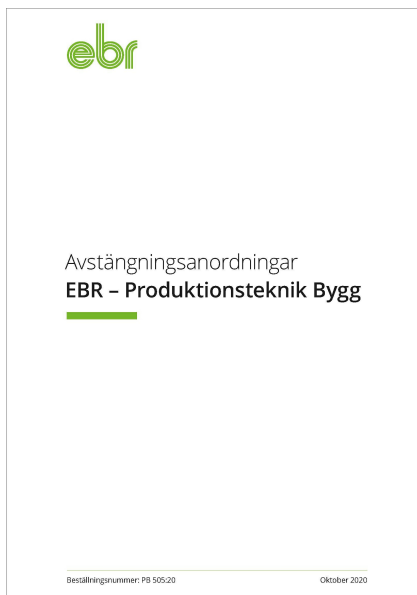 ebr
Avstängningsanordningar
EBR – Produktionsteknik Bygg
Beställningsnummer: PB 505:20 Oktober 2020